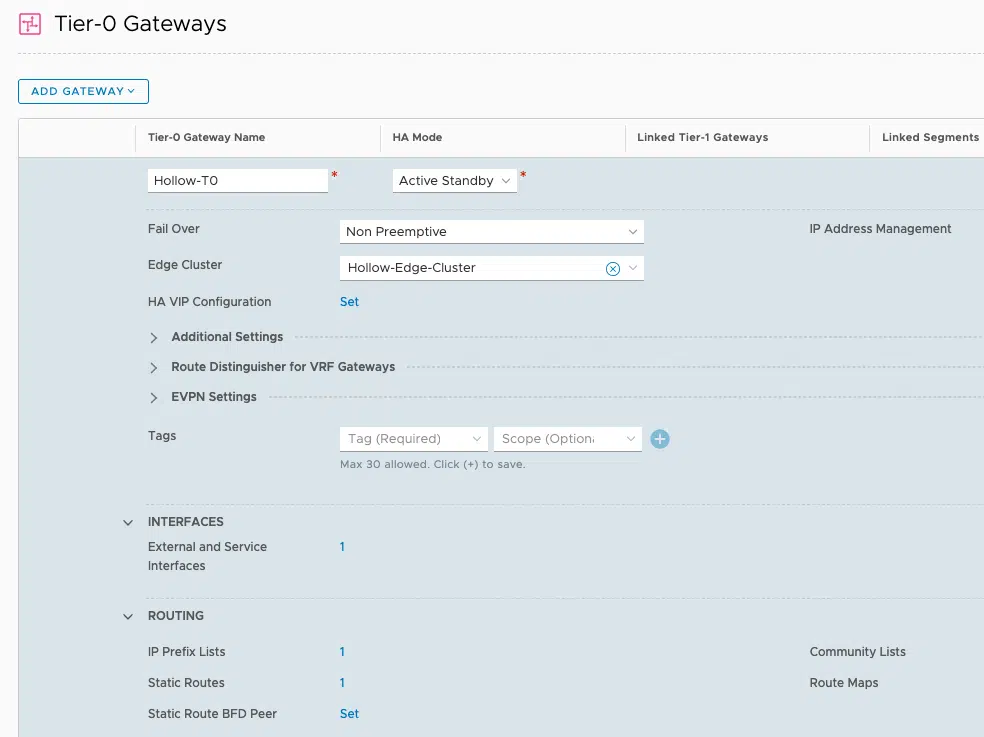 Tier-0 Gateways
ADD GATEWAY
Tier-0 Gateway Name HA Mode Linked Tier-1 Gateways Linked Segments
Hollow-T0 * Active Standby *
Fail Over Non Preemptive IP Address Management
Edge Cluster Hollow-Edge-Cluster
HA VIP Configuration Set
Additional Settings
Route Distinguisher for VRF Gateways
EVPN Settings
Tags Tag (Required) Scope (Optiona
Max 30 allowed. Click (+) to save.
INTERFACES
External and Service 1
Interfaces
ROUTING
IP Prefix Lists 1 Community Lists
Static Routes 1 Route Maps
Static Route BFD Peer Set